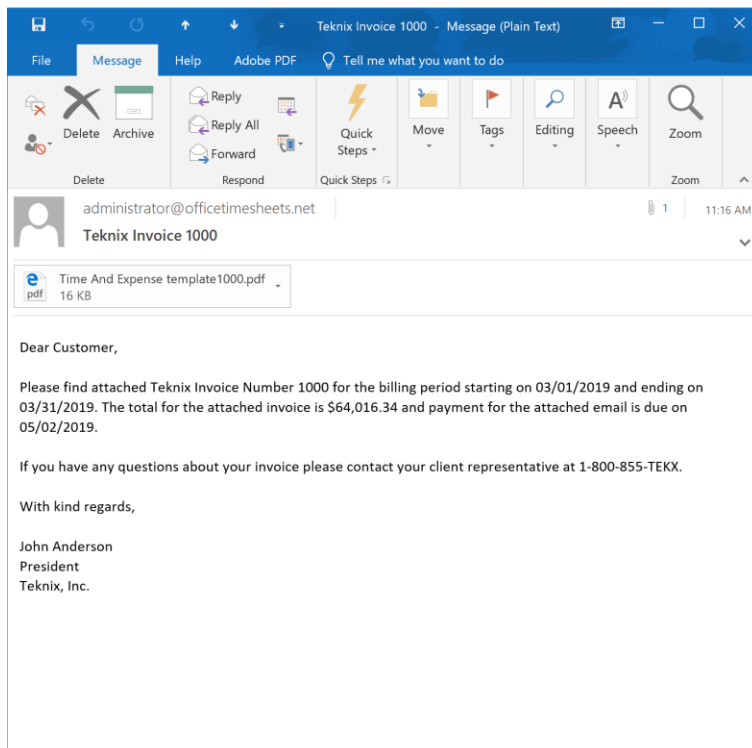 Teknix Invoice 1000 - Message (Plain Text)
File Message Help Adobe PDF Tell me what you want to do
Delete Archive
Reply
Reply All
Forward
Quick
Steps
Move
Tags
Editing
A
Speech
Zoom
Delete
Respond
Quick Steps
Zoom
administrator@officetimesheets.net
1 11:16 AM
Teknix Invoice 1000
e
pdf
Time And Expense template1000.pdf
16 KB
Dear Customer,
Please find attached Teknix Invoice Number 1000 for the billing period starting on 03/01/2019 and ending on
03/31/2019. The total for the attached invoice is $64,016.34 and payment for the attached email is due on
05/02/2019.
If you have any questions about your invoice please contact your client representative at 1-800-855-TEKX.
With kind regards,
John Anderson
President
Teknix, Inc.